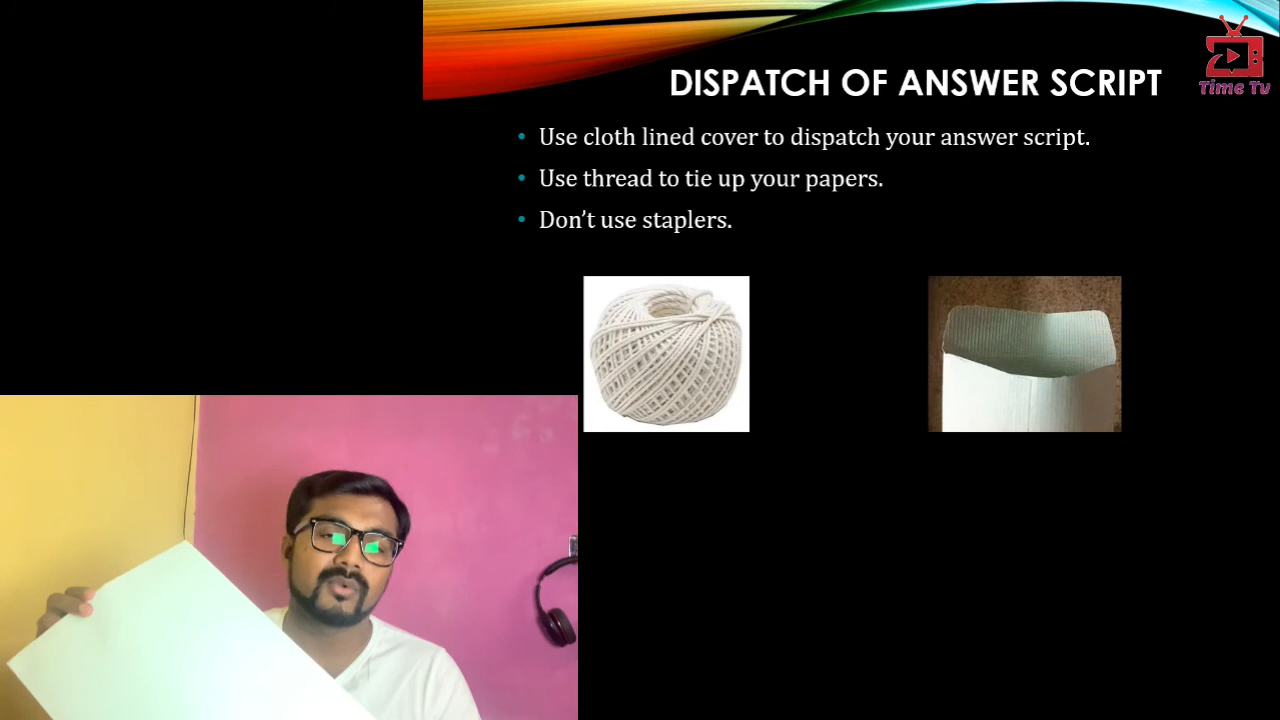 DISPATCH OF ANSWER SCRIPT
Time Tv
• Use cloth lined cover to dispatch your answer script.
• Use thread to tie up your papers.
• Don’t use staplers.